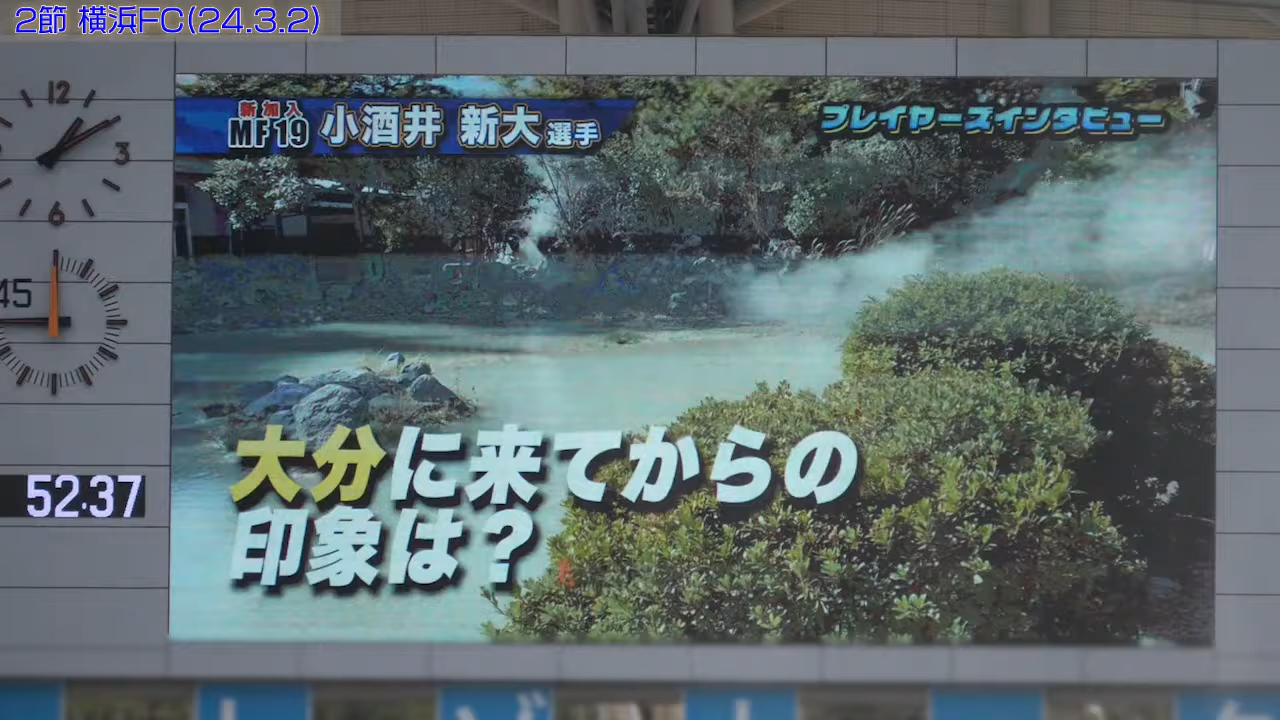 2節 横浜FC(24.3.2)
新加入
MF 19 小酒井 新大 選手
プレイヤーズインタビュー
12
3
6
45
52.37
大分に来てからの
印象は？